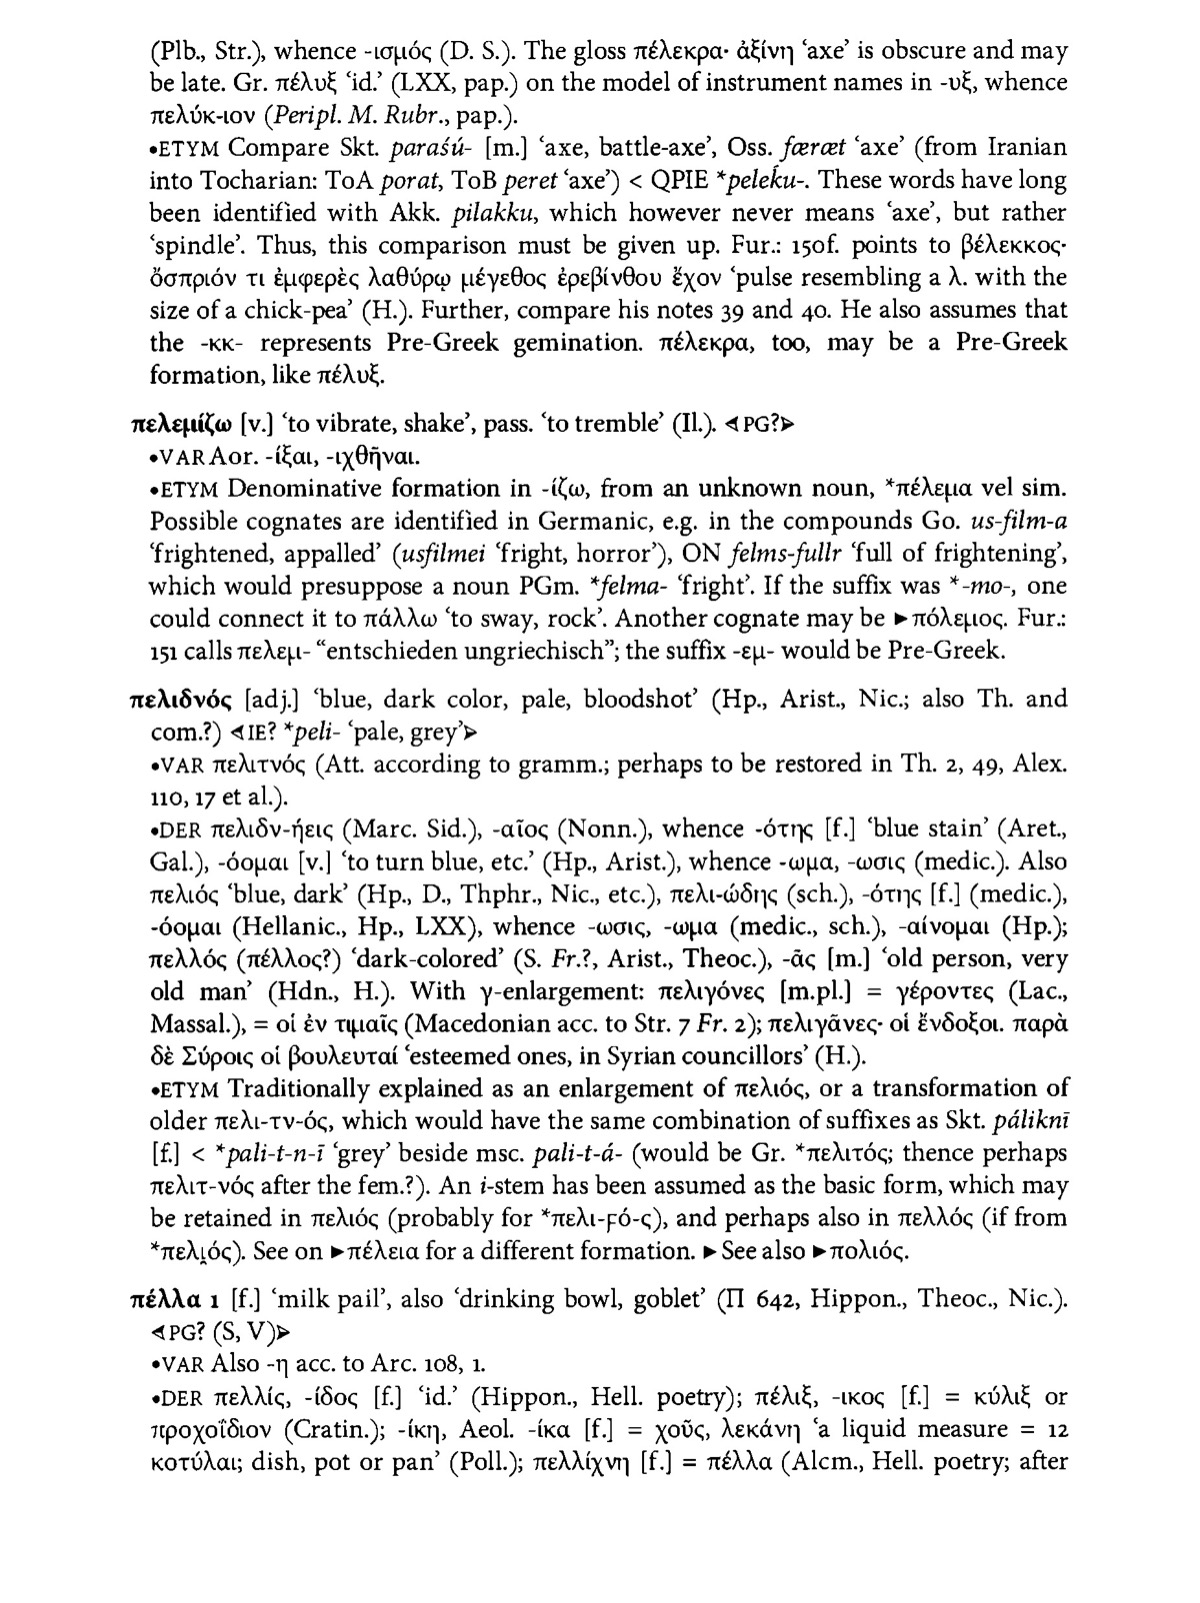 (Plb., Str.), whence -ισμός (D. S.). The gloss πέλεκρα· ἀξίνη ‘axe’ is obscure and may
be late. Gr. πέλυξ ‘id.’ (LXX, pap.) on the model of instrument names in -υξ, whence
πελύκ-ιον (Peripl. M. Rubr., pap.).
•ETYM Compare Skt. paraśú- [m.] ‘axe, battle-axe’, Oss. færæt ‘axe’ (from Iranian
into Tocharian: ToA porat, ToB peret ‘axe’) < QPIE *peleḱu-. These words have long
been identified with Akk. pilakku, which however never means ‘axe’, but rather
‘spindle’. Thus, this comparison must be given up. Fur.: 150f. points to βέλεκκος·
ὄσπριόν τι ἐμφερὲς λαθύρῳ μέγεθος ἐρεβίνθου ἔχον ‘pulse resembling a λ. with the
size of a chick-pea’ (H.). Further, compare his notes 39 and 40. He also assumes that
the -κκ- represents Pre-Greek gemination. πέλεκρα, too, may be a Pre-Greek
formation, like πέλυξ.
πελεμίζω [v.] ‘to vibrate, shake’, pass. ‘to tremble’ (Il.). ⋖PG?⋗
•VAR Aor. -ίξαι, -ιχθῆναι.
•ETYM Denominative formation in -ίζω, from an unknown noun, *πέλεμα vel sim.
Possible cognates are identified in Germanic, e.g. in the compounds Go. us-film-a
‘frightened, appalled’ (usfilmei ‘fright, horror’), ON felms-fullr ‘full of frightening’,
which would presuppose a noun PGm. *felma- ‘fright’. If the suffix was *-mo-, one
could connect it to πάλλω ‘to sway, rock’. Another cognate may be ►πόλεμος. Fur.:
151 calls πελεμι- “entschieden ungriechisch”; the suffix -εμ- would be Pre-Greek.
πελιδνός [adj.] ‘blue, dark color, pale, bloodshot’ (Hp., Arist., Nic.; also Th. and
com.?) ⋖IE? *peli- ‘pale, grey’⋗
•VAR πελιτνός (Att. according to gramm.; perhaps to be restored in Th. 2, 49, Alex.
110, 17 et al.).
•DER πελιδν-ήεις (Marc. Sid.), -αῖος (Nonn.), whence -ότης [f.] ‘blue stain’ (Aret.,
Gal.), -όομαι [v.] ‘to turn blue, etc.’ (Hp., Arist.), whence -ωμα, -ωσις (medic.). Also
πελιός ‘blue, dark’ (Hp., D., Thphr., Nic., etc.), πελι-ώδης (sch.), -ότης [f.] (medic.),
-όομαι (Hellanic., Hp., LXX), whence -ωσις, -ωμα (medic., sch.), -αίνομαι (Hp.);
πελλός (πέλλος?) ‘dark-colored’ (S. Fr.?, Arist., Theoc.), -ᾶς [m.] ‘old person, very
old man’ (Hdn., H.). With γ-enlargement: πελιγόνες [m.pl.] = γέροντες (Lac.,
Massal.), = οἱ ἐν τιμαῖς (Macedonian acc. to Str. 7 Fr. 2); πελιγᾶνες· οἱ ἔνδοξοι. παρὰ
δὲ Σύροις οἱ βουλευταί ‘esteemed ones, in Syrian councillors’ (H.).
•ETYM Traditionally explained as an enlargement of πελιός, or a transformation of
older πελι-τν-ός, which would have the same combination of suffixes as Skt. páliknī
[f.] < *pali-t-n-ī ‘grey’ beside msc. pali-t-á- (would be Gr. *πελιτός; thence perhaps
πελιτ-νός after the fem.?). An i-stem has been assumed as the basic form, which may
be retained in πελιός (probably for *πελι-ϝό-ς), and perhaps also in πελλός (if from
*πελι̯ός). See on ►πέλεια for a different formation. ► See also ►πολιός.
πέλλα 1 [f.] ‘milk pail’, also ‘drinking bowl, goblet’ (Π 642, Hippon., Theoc., Nic.).
⋖PG? (S, V)⋗
•VAR Also -η acc. to Arc. 108, 1.
•DER πελλίς, -ίδος [f.] ‘id.’ (Hippon., Hell. poetry); πέλιξ, -ικος [f.] = κύλιξ or
προχοΐδιον (Cratin.); -ίκη, Aeol. -ίκα [f.] = χοῦς, λεκάνη ‘a liquid measure = 12
κοτύλαι; dish, pot or pan’ (Poll.); πελλίχνη [f.] = πέλλα (Alcm., Hell. poetry; after